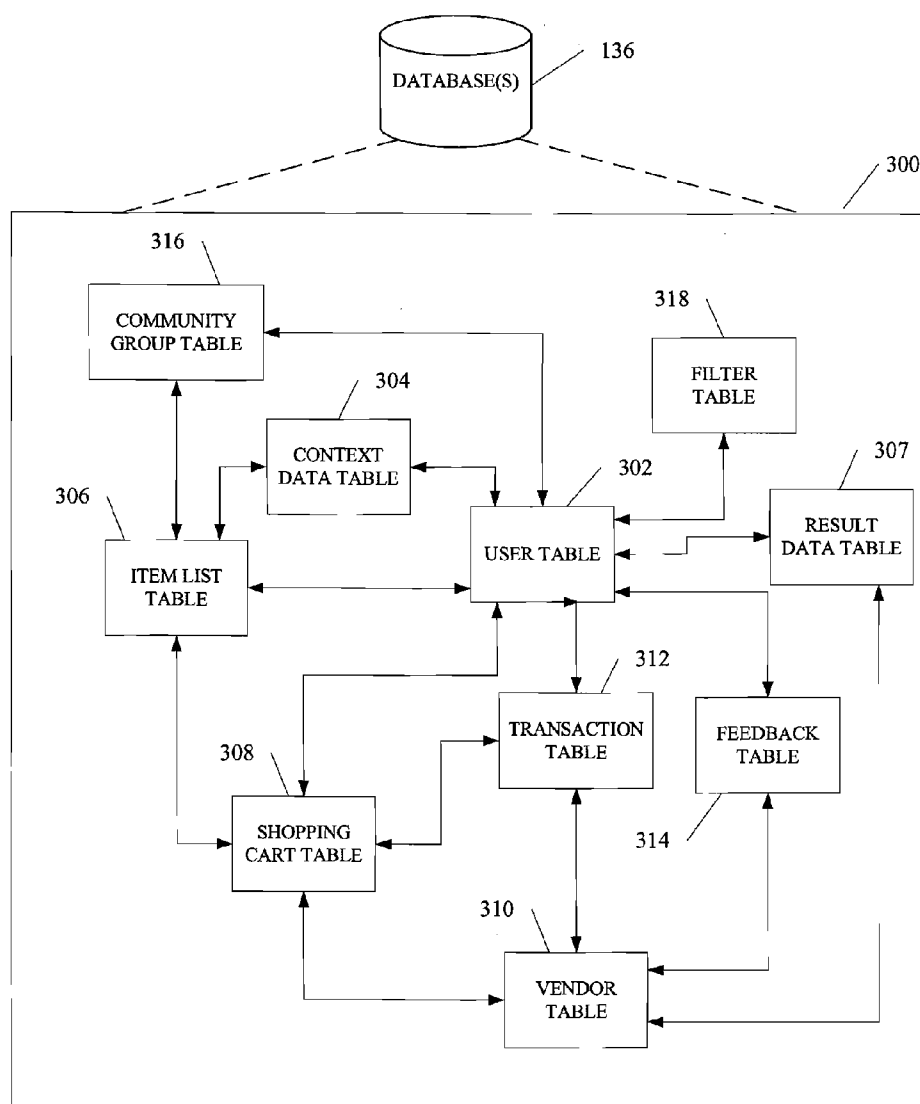 DATABASE(S)
136
300
316
COMMUNITY
GROUP TABLE
318
FILTER
TABLE
304
CONTEXT
DATA TABLE
302
USER TABLE
307
RESULT
DATA TABLE
306
ITEM LIST
TABLE
312
TRANSACTION
TABLE
FEEDBACK
TABLE
314
308
SHOPPING
CART TABLE
310
VENDOR
TABLE